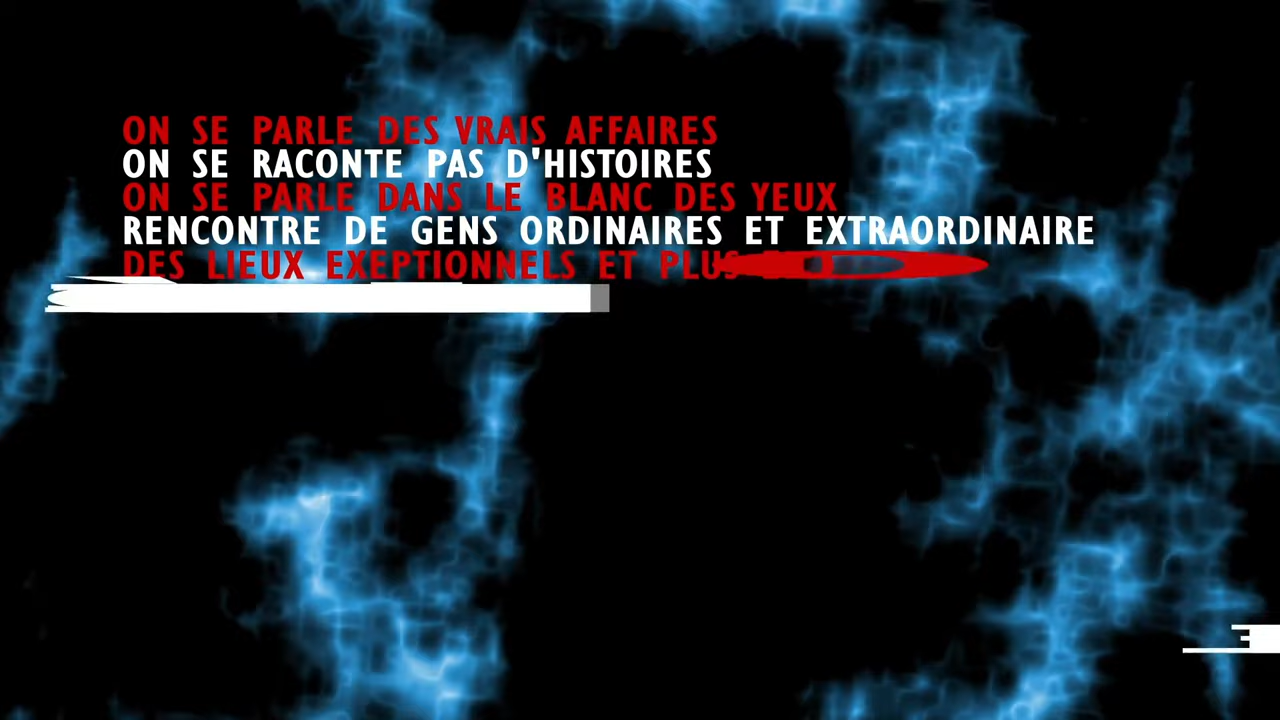 ON SE PARLE DES VRAIS AFFAIRES
ON SE RACONTE PAS D'HISTOIRES
ON SE PARLE DANS LE BLANC DES YEUX
RENCONTRE DE GENS ORDINAIRES ET EXTRAORDINAIRE
DES LIEUX EXEPTIONNELS ET PLUS